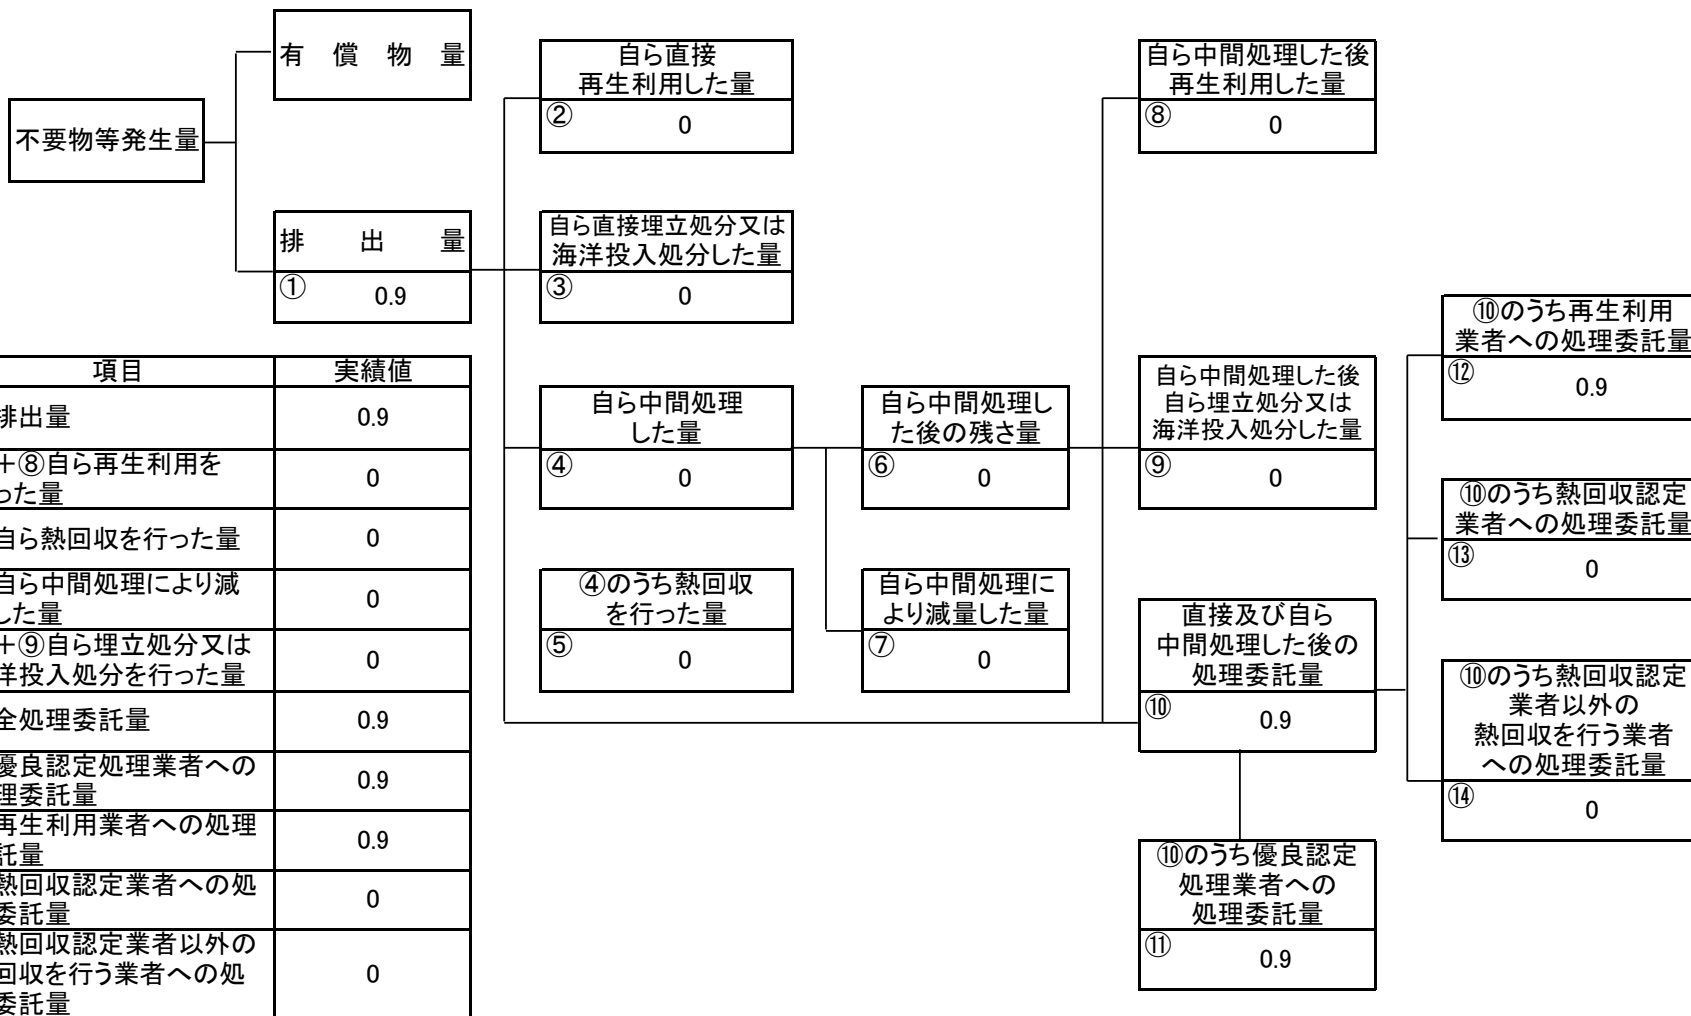 有償物量
不要物等発生量
排出量
① 0.9
自ら直接
再生利用した量
② 0
自ら直接埋立処分又は
海洋投入処分した量
③ 0
自ら中間処理
した量
④ 0
④のうち熱回収
を行った量
⑤ 0
自ら中間処理し
た後の残さ量
⑥ 0
自ら中間処理に
より減量した量
⑦ 0
自ら中間処理した後
再生利用した量
⑧ 0
自ら中間処理した後
自ら埋立処分又は
海洋投入処分した量
⑨ 0
直接及び自ら
中間処理した後の
処理委託量
⑩ 0.9
⑩のうち優良認定
処理業者への
処理委託量
⑪ 0.9
⑩のうち再生利用
業者への処理委託量
⑫ 0.9
⑩のうち熱回収認定
業者への処理委託量
⑬ 0
⑩のうち熱回収認定
業者以外の
熱回収を行う業者
への処理委託量
⑭ 0
項目 実績値
排出量 0.9
+⑧自ら再生利用を
った量 0
自ら熱回収を行った量 0
自ら中間処理により減
した量 0
+⑨自ら埋立処分又は
洋投入処分を行った量 0
全処理委託量 0.9
優良認定処理業者への
理委託量 0.9
再生利用業者への処理
託量 0.9
熱回収認定業者への処
委託量 0
熱回収認定業者以外の
回収を行う業者への処
委託量 0